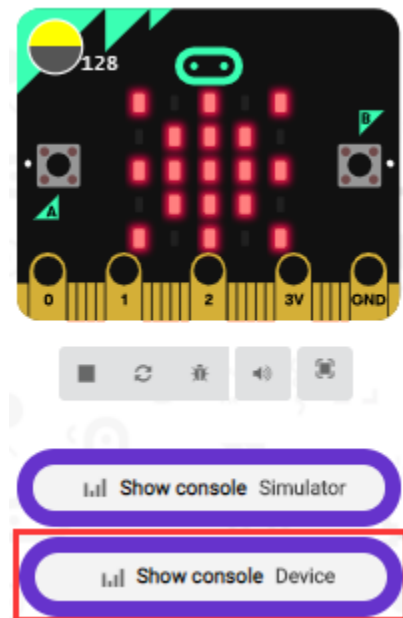 128
B
A
0 1 2 3V GND
Show console Simulator
Show console Device